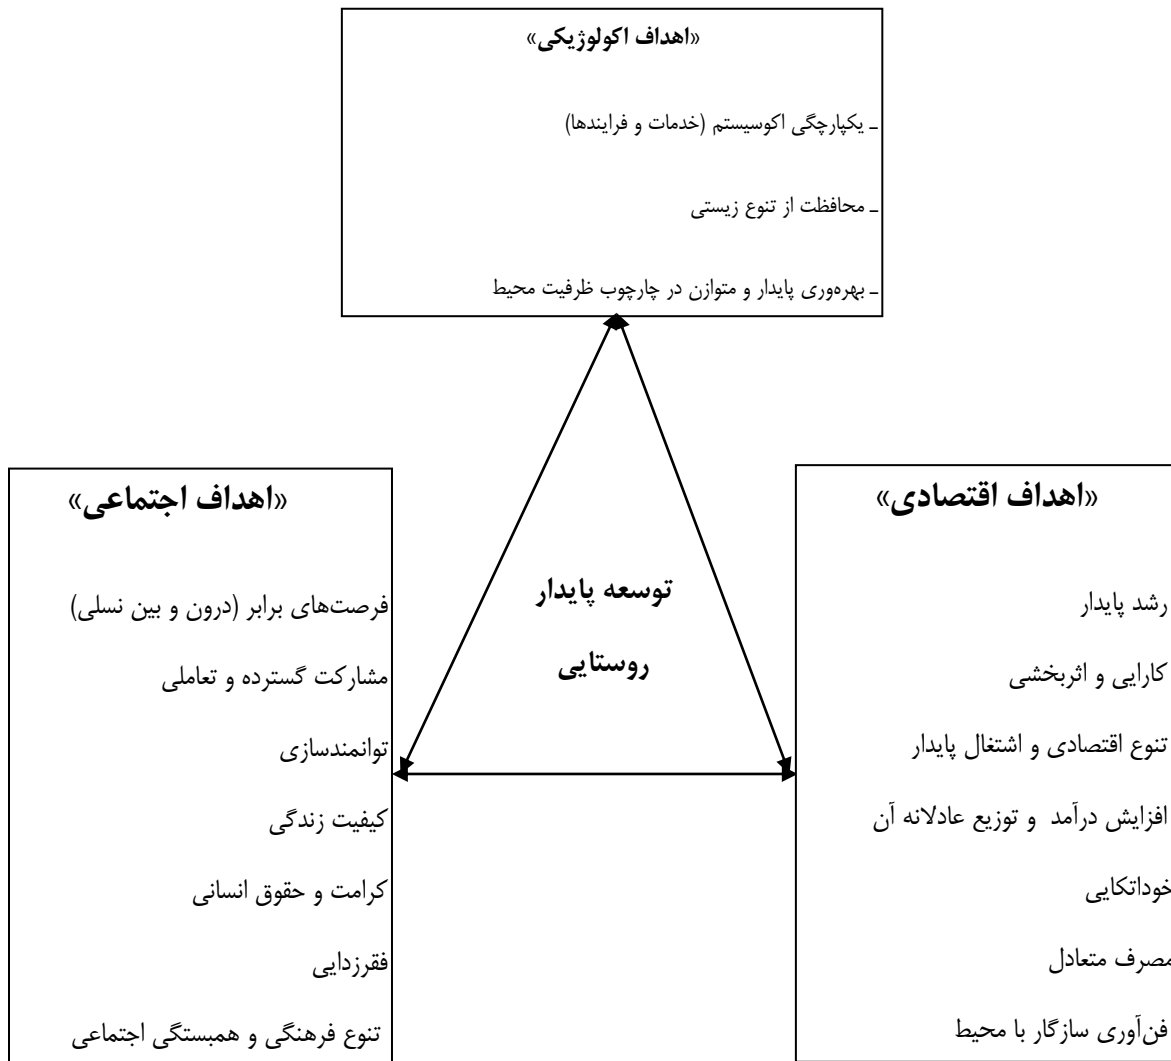 «اهداف اکولوژیکی»
ـ یکپارچگی اکوسیستم (خدمات و فرایندها)
ـ محافظت از تنوع زیستی
ـ بهره‌وری پایدار و متوازن در چارچوب ظرفیت محیط
«اهداف اقتصادی»
رشد پایدار
کارایی و اثربخشی
تنوع اقتصادی و اشتغال پایدار
افزایش درآمد و توزیع عادلانه آن
خوداتکایی
مصرف متعادل
فن‌آوری سازگار با محیط
توسعه پایدار
روستایی
«اهداف اجتماعی»
فرصت‌های برابر (درون و بین نسلی)
مشارکت گسترده و تعاملی
توانمندسازی
کیفیت زندگی
کرامت و حقوق انسانی
فقرزدایی
تنوع فرهنگی و همبستگی اجتماعی